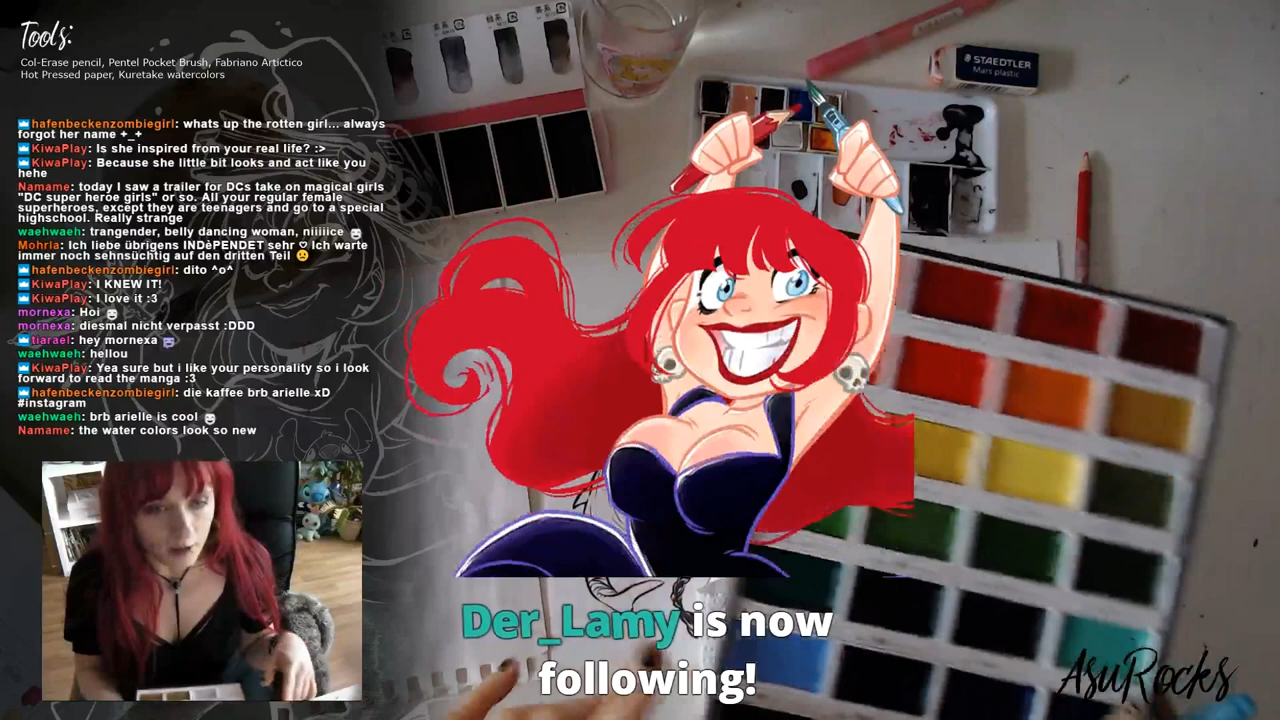 Tools:
Col-Erase pencil, Pentel Pocket Brush, Fabriano Artictico
Hot Pressed paper, Kuretake watercolors
STAEDTLER
Mars plastic
hafenbeckenzombiegirl: whats up the rotten girl... always
forgot her name +_+
KiwaPlay: Is she inspired from your real life? :>
KiwaPlay: Because she little bit looks and act like you
hehe
Namame: today I saw a trailer for DCs take on magical girls
"DC super heroe girls" or so. All your regular female
superheroes, except they are teenagers and go to a special
highschool. Really strange
waehwaeh: trangender, belly dancing woman, niiiiice
Mohria: Ich liebe übrigens INDèPENDET sehr ♡ Ich warte
immer noch sehnsüchtig auf den dritten Teil
hafenbeckenzombiegirl: dito ^o^
KiwaPlay: I KNEW IT!
KiwaPlay: I love it :3
mornexa: Hoi
mornexa: diesmal nicht verpasst :DDD
tiarael: hey mornexa
waehwaeh: hellou
KiwaPlay: Yea sure but i like your personality so i look
forward to read the manga :3
hafenbeckenzombiegirl: die kaffee brb arielle xD
#instagram
waehwaeh: brb arielle is cool
Namame: the water colors look so new
Der_Lamy is now
following!
AsuRocks